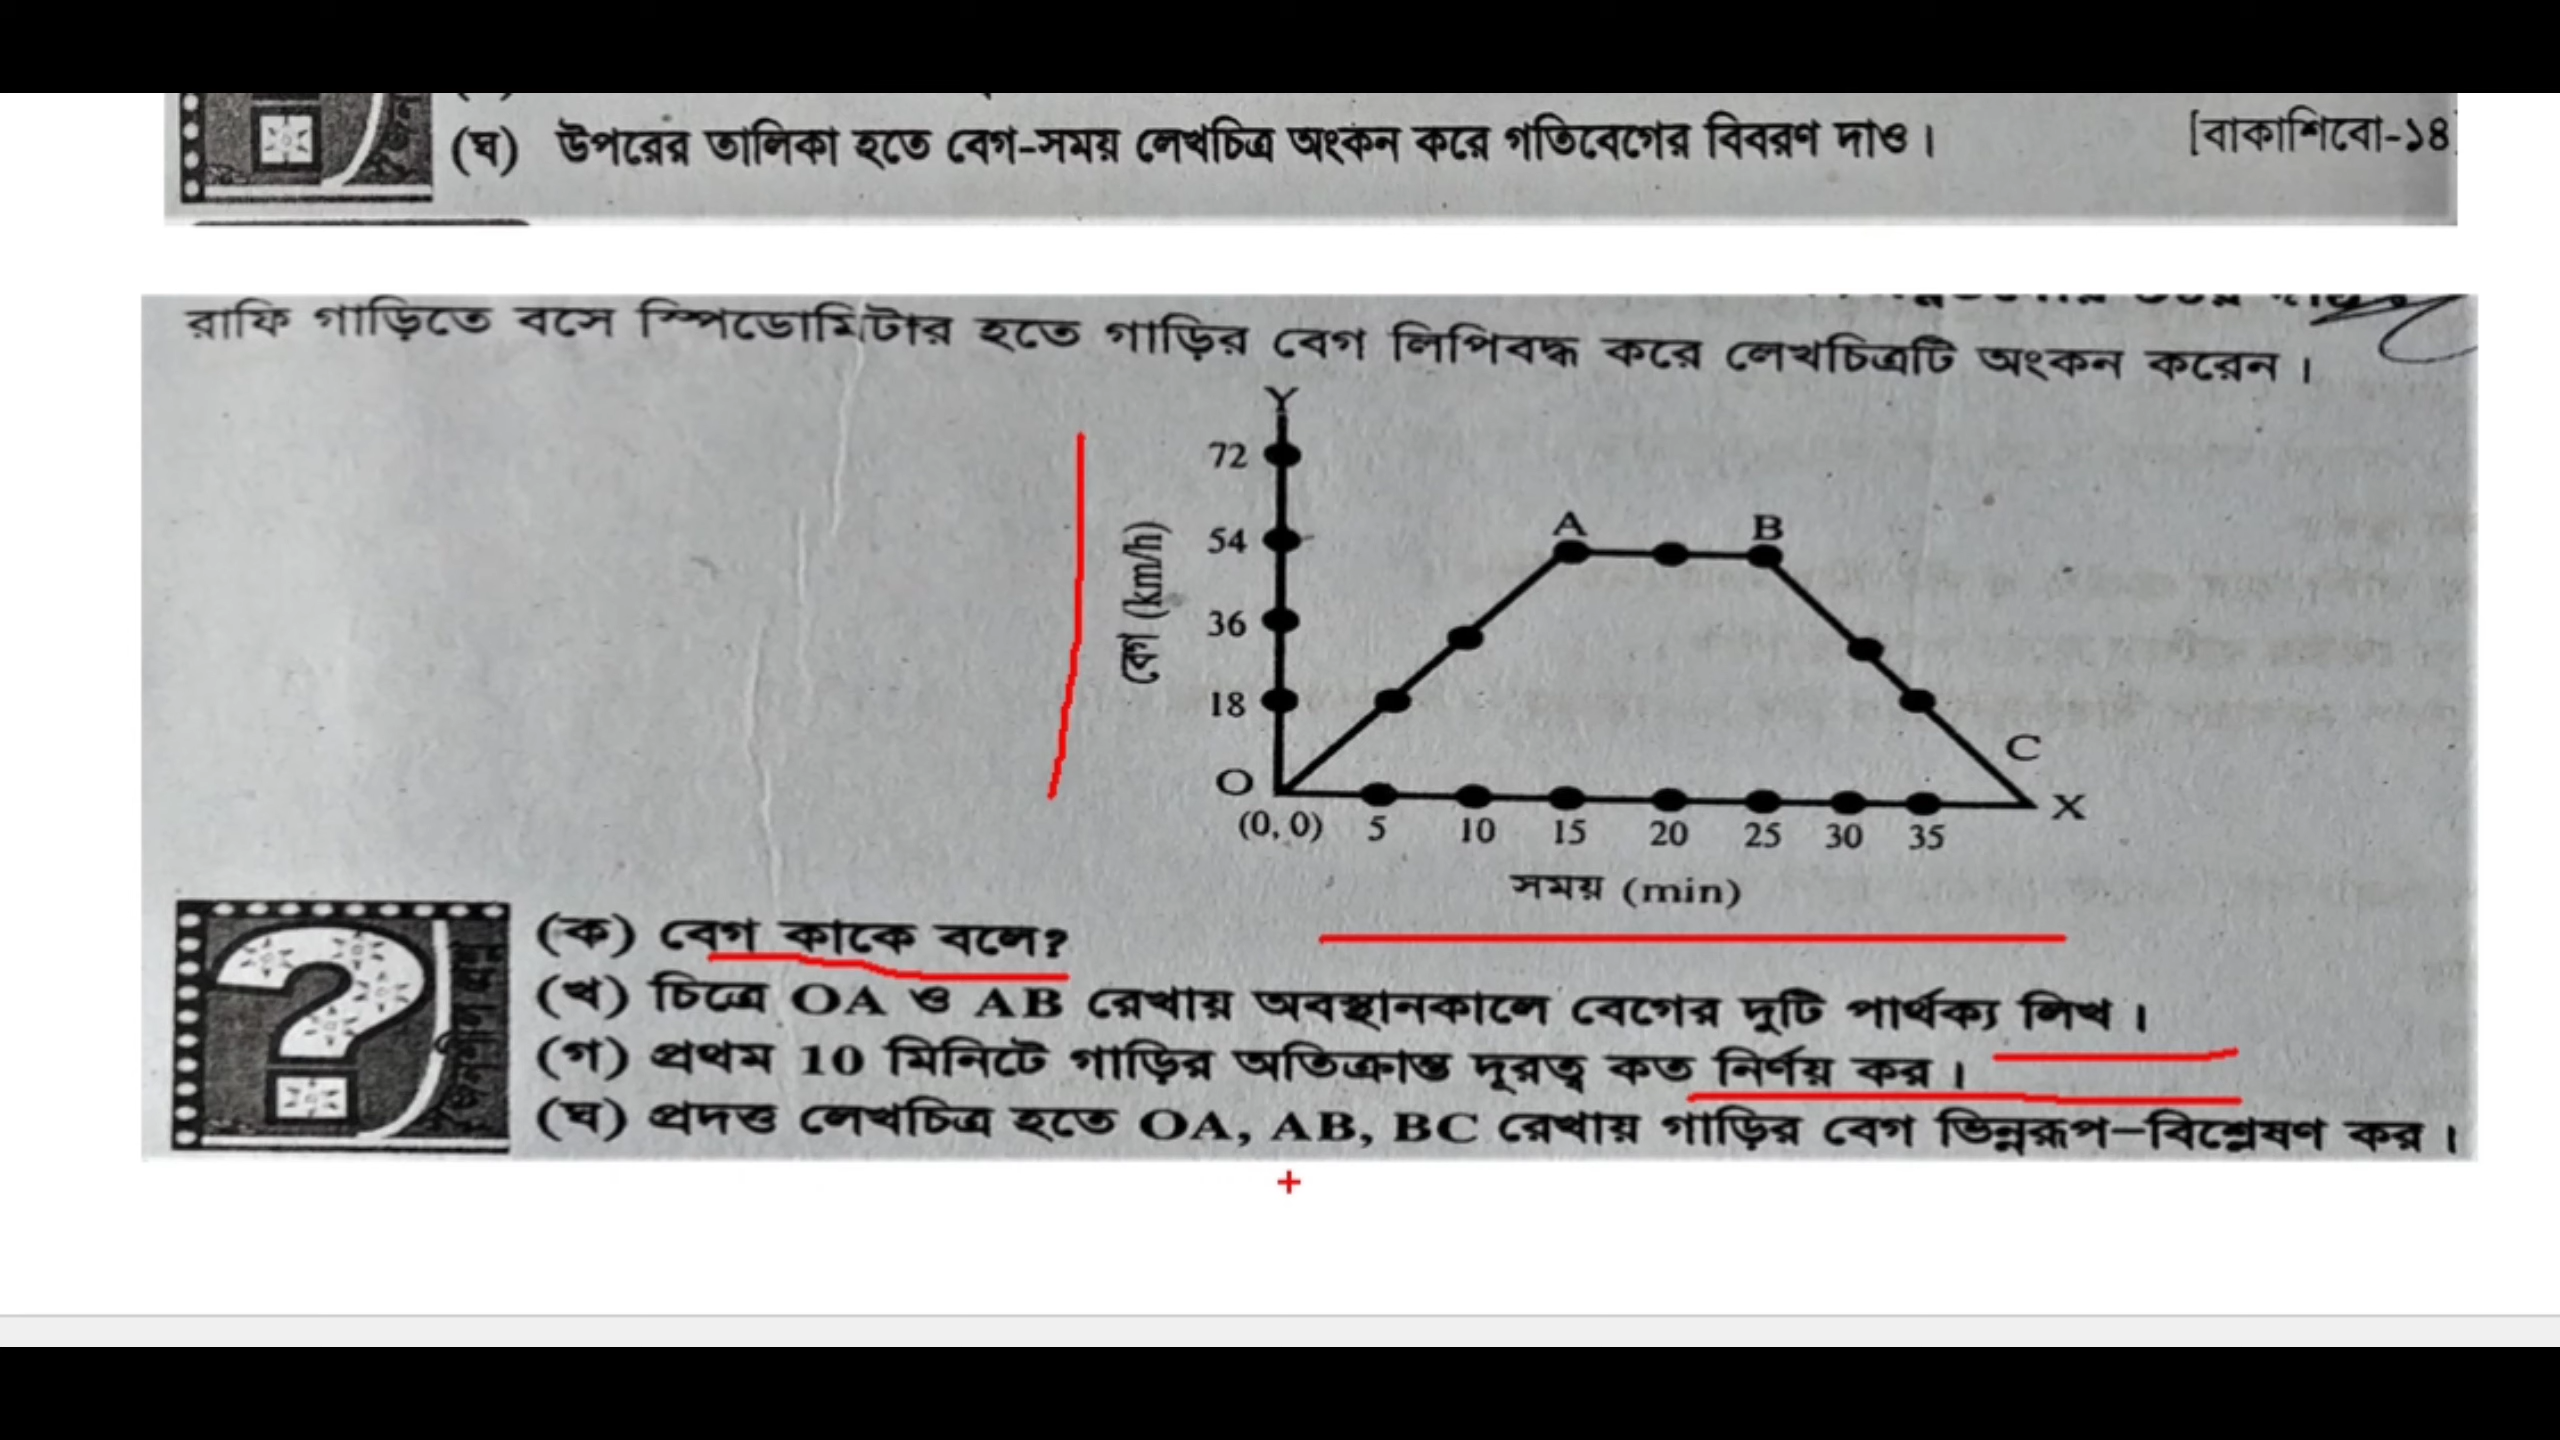 (ঘ) উপরের তালিকা হতে বেগ-সময় লেখচিত্র অংকন করে গতিবেগের বিবরণ দাও। [বাকাশিবো-১৪]
রাফি গাড়িতে বসে স্পিডোমিটার হতে গাড়ির বেগ লিপিবদ্ধ করে লেখচিত্রটি অংকন করেন।
Y
72
54
36
18
O
বেগ (km/h)
A B
C
X
(0, 0) 5 10 15 20 25 30 35
সময় (min)
(ক) বেগ কাকে বলে?
(খ) চিত্রে OA ও AB রেখায় অবস্থানকালে বেগের দুটি পার্থক্য লিখ।
(গ) প্রথম 10 মিনিটে গাড়ির অতিক্রান্ত দূরত্ব কত নির্ণয় কর।
(ঘ) প্রদত্ত লেখচিত্র হতে OA, AB, BC রেখায় গাড়ির বেগ ভিন্নরূপ–বিশ্লেষণ কর।